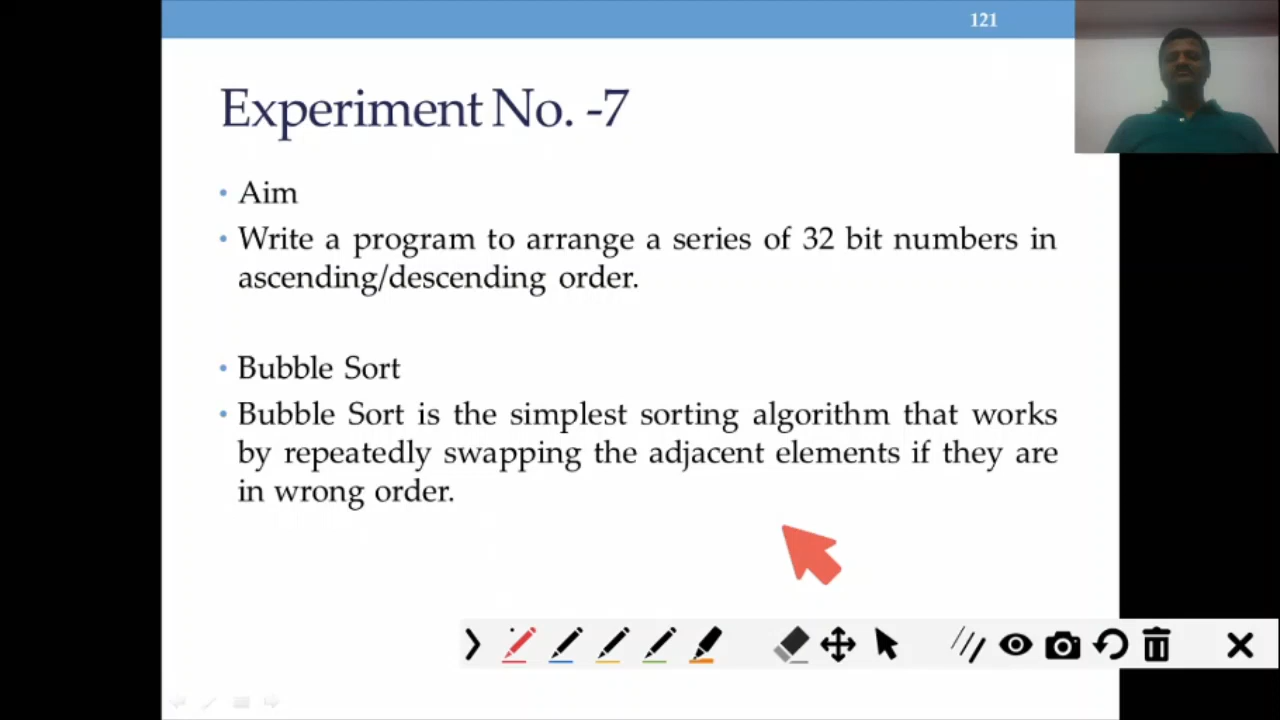 121
Experiment No. -7
• Aim
• Write a program to arrange a series of 32 bit numbers in
ascending/descending order.
• Bubble Sort
• Bubble Sort is the simplest sorting algorithm that works
by repeatedly swapping the adjacent elements if they are
in wrong order.